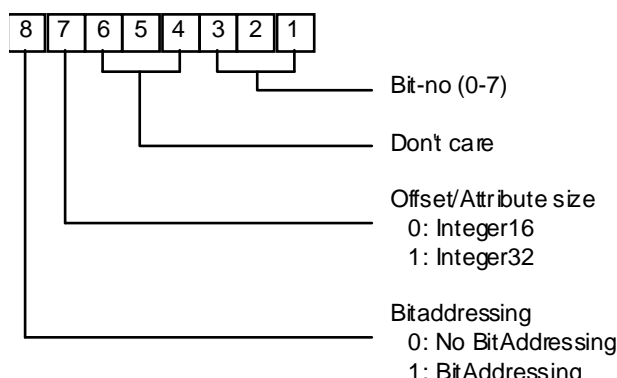 8 7 6 5 4 3 2 1
Bit-no (0-7)
Don't care
Offset/Attribute size
0: Integer16
1: Integer32
Bitaddressing
0: No BitAddressing
1: BitAddressing